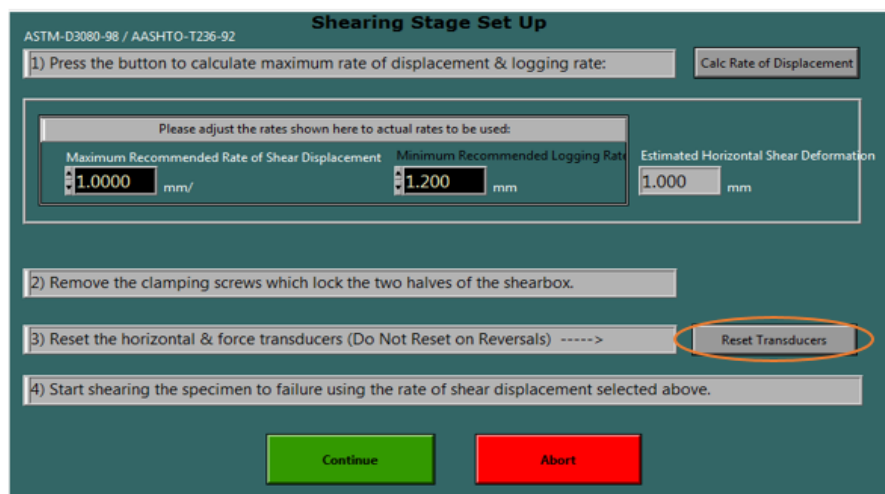 Shearing Stage Set Up
ASTM-D3080-98 / AASHTO-T236-92
1) Press the button to calculate maximum rate of displacement & logging rate:
Calc Rate of Displacement
Please adjust the rates shown here to actual rates to be used:
Maximum Recommended Rate of Shear Displacement
1.0000 mm/
Minimum Recommended Logging Rate
1.200 mm
Estimated Horizontal Shear Deformation
1.000 mm
2) Remove the clamping screws which lock the two halves of the shearbox.
3) Reset the horizontal & force transducers (Do Not Reset on Reversals) ----->
Reset Transducers
4) Start shearing the specimen to failure using the rate of shear displacement selected above.
Continue
Abort